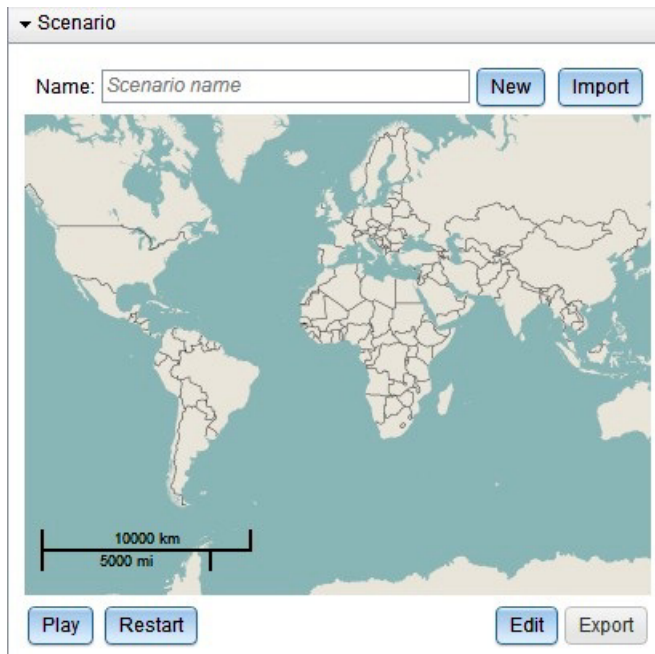 Scenario
Name: Scenario name New Import
10000 km
5000 mi
Play Restart Edit Export